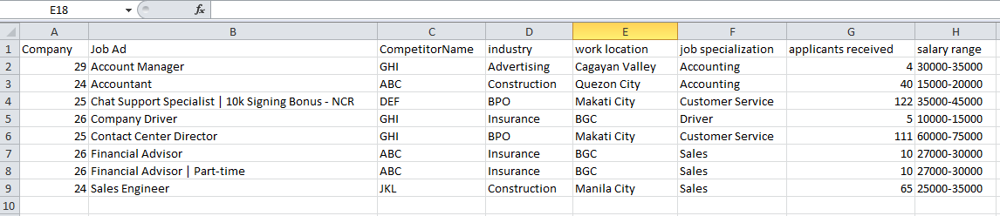 E18 fx
A B C D E F G H
1 Company Job Ad CompetitorName industry work location job specialization applicants received salary range
2 29 Account Manager GHI Advertising Cagayan Valley Accounting 4 30000-35000
3 24 Accountant ABC Construction Quezon City Accounting 40 15000-20000
4 25 Chat Support Specialist | 10k Signing Bonus - NCR DEF BPO Makati City Customer Service 122 35000-45000
5 26 Company Driver GHI Insurance BGC Driver 5 10000-15000
6 25 Contact Center Director GHI BPO Makati City Customer Service 111 60000-75000
7 26 Financial Advisor ABC Insurance BGC Sales 10 27000-30000
8 26 Financial Advisor | Part-time ABC Insurance BGC Sales 10 27000-30000
9 24 Sales Engineer JKL Construction Manila City Sales 65 25000-35000
10